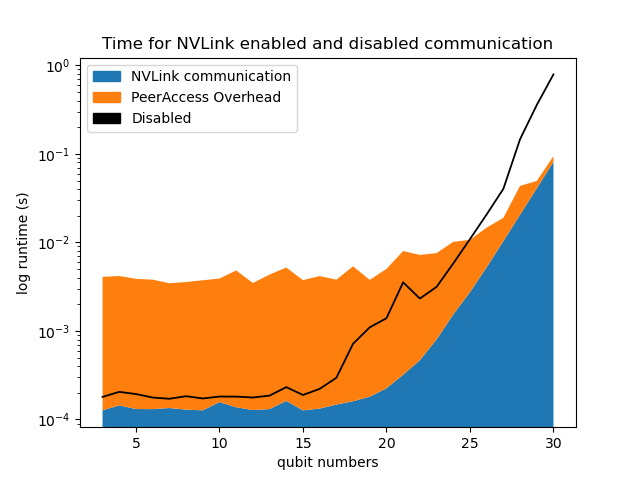 Time for NVLink enabled and disabled communication
NVLink communication
PeerAccess Overhead
Disabled
log runtime (s)
10⁰
10⁻¹
10⁻²
10⁻³
10⁻⁴
5 10 15 20 25 30
qubit numbers